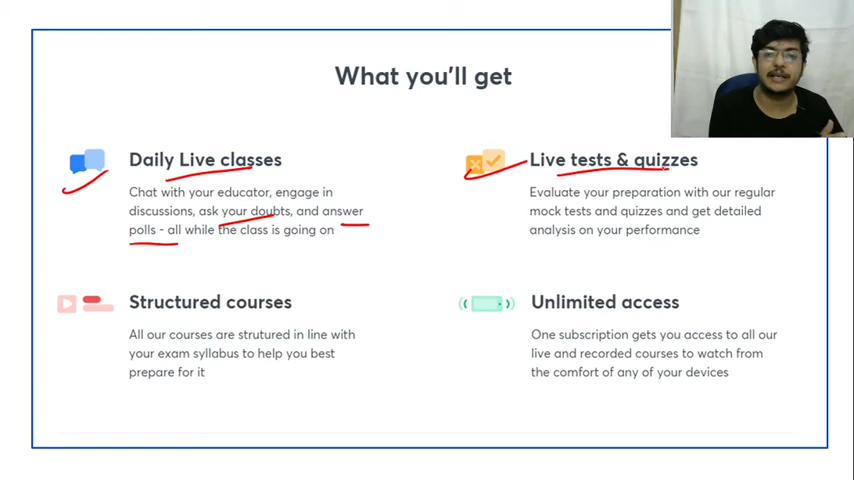 What you'll get
Daily Live classes
Chat with your educator, engage in
discussions, ask your doubts, and answer
polls - all while the class is going on
Live tests & quizzes
Evaluate your preparation with our regular
mock tests and quizzes and get detailed
analysis on your performance
Structured courses
All our courses are strutured in line with
your exam syllabus to help you best
prepare for it
Unlimited access
One subscription gets you access to all our
live and recorded courses to watch from
the comfort of any of your devices